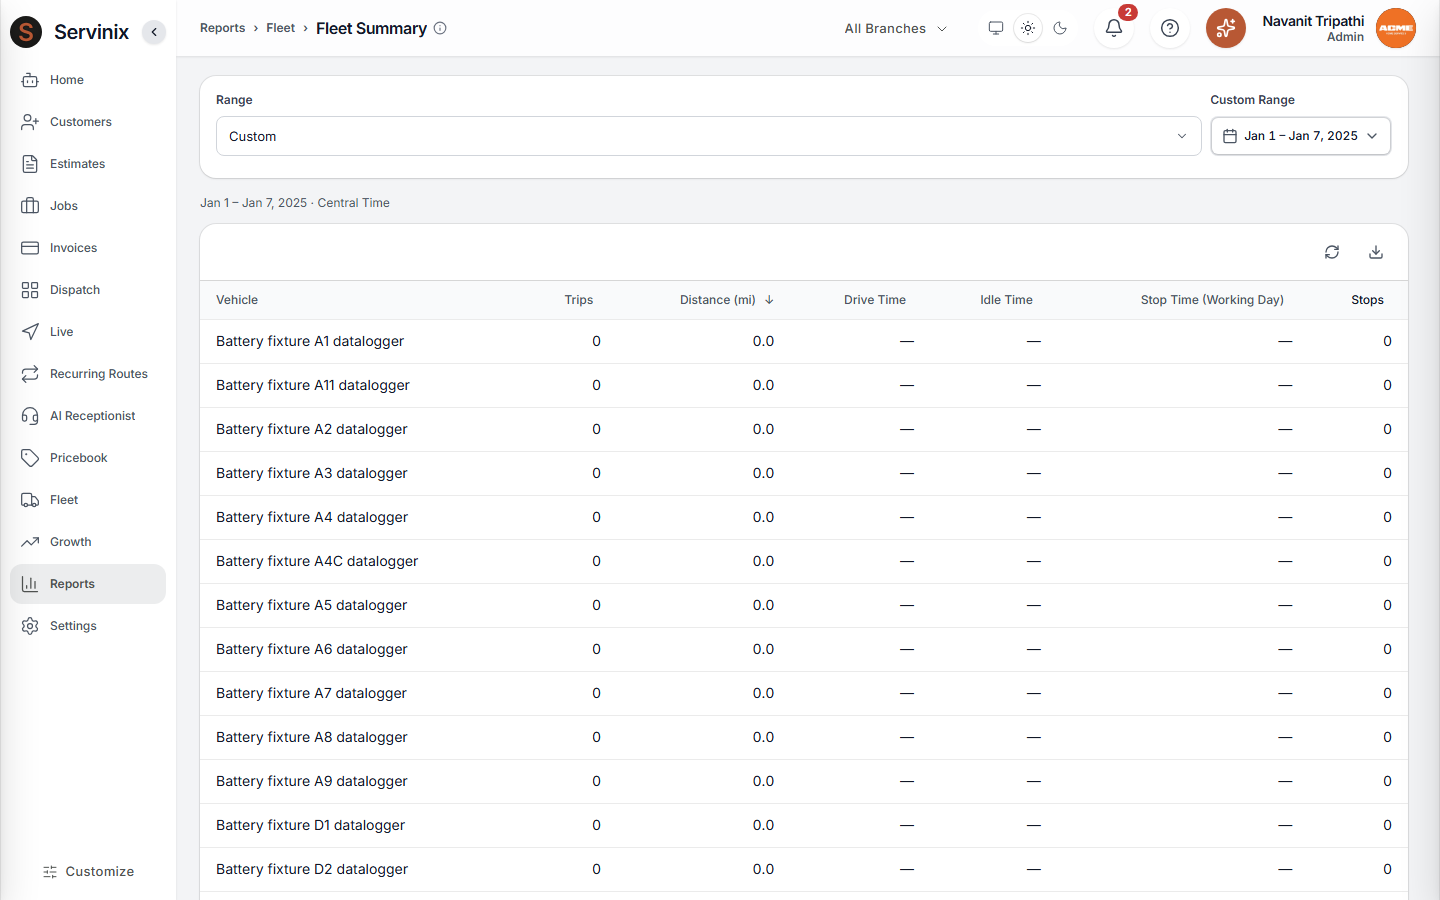 Servinix
Home
Customers
Estimates
Jobs
Invoices
Dispatch
Live
Recurring Routes
AI Receptionist
Pricebook
Fleet
Growth
Reports
Settings
Customize
Reports › Fleet › Fleet Summary
All Branches
2
Navanit Tripathi
Admin
ACME
Range
Custom
Custom Range
Jan 1 – Jan 7, 2025
Jan 1 – Jan 7, 2025 · Central Time
Vehicle Trips Distance (mi) ↓ Drive Time Idle Time Stop Time (Working Day) Stops
Battery fixture A1 datalogger 0 0.0 — — — 0
Battery fixture A11 datalogger 0 0.0 — — — 0
Battery fixture A2 datalogger 0 0.0 — — — 0
Battery fixture A3 datalogger 0 0.0 — — — 0
Battery fixture A4 datalogger 0 0.0 — — — 0
Battery fixture A4C datalogger 0 0.0 — — — 0
Battery fixture A5 datalogger 0 0.0 — — — 0
Battery fixture A6 datalogger 0 0.0 — — — 0
Battery fixture A7 datalogger 0 0.0 — — — 0
Battery fixture A8 datalogger 0 0.0 — — — 0
Battery fixture A9 datalogger 0 0.0 — — — 0
Battery fixture D1 datalogger 0 0.0 — — — 0
Battery fixture D2 datalogger 0 0.0 — — — 0